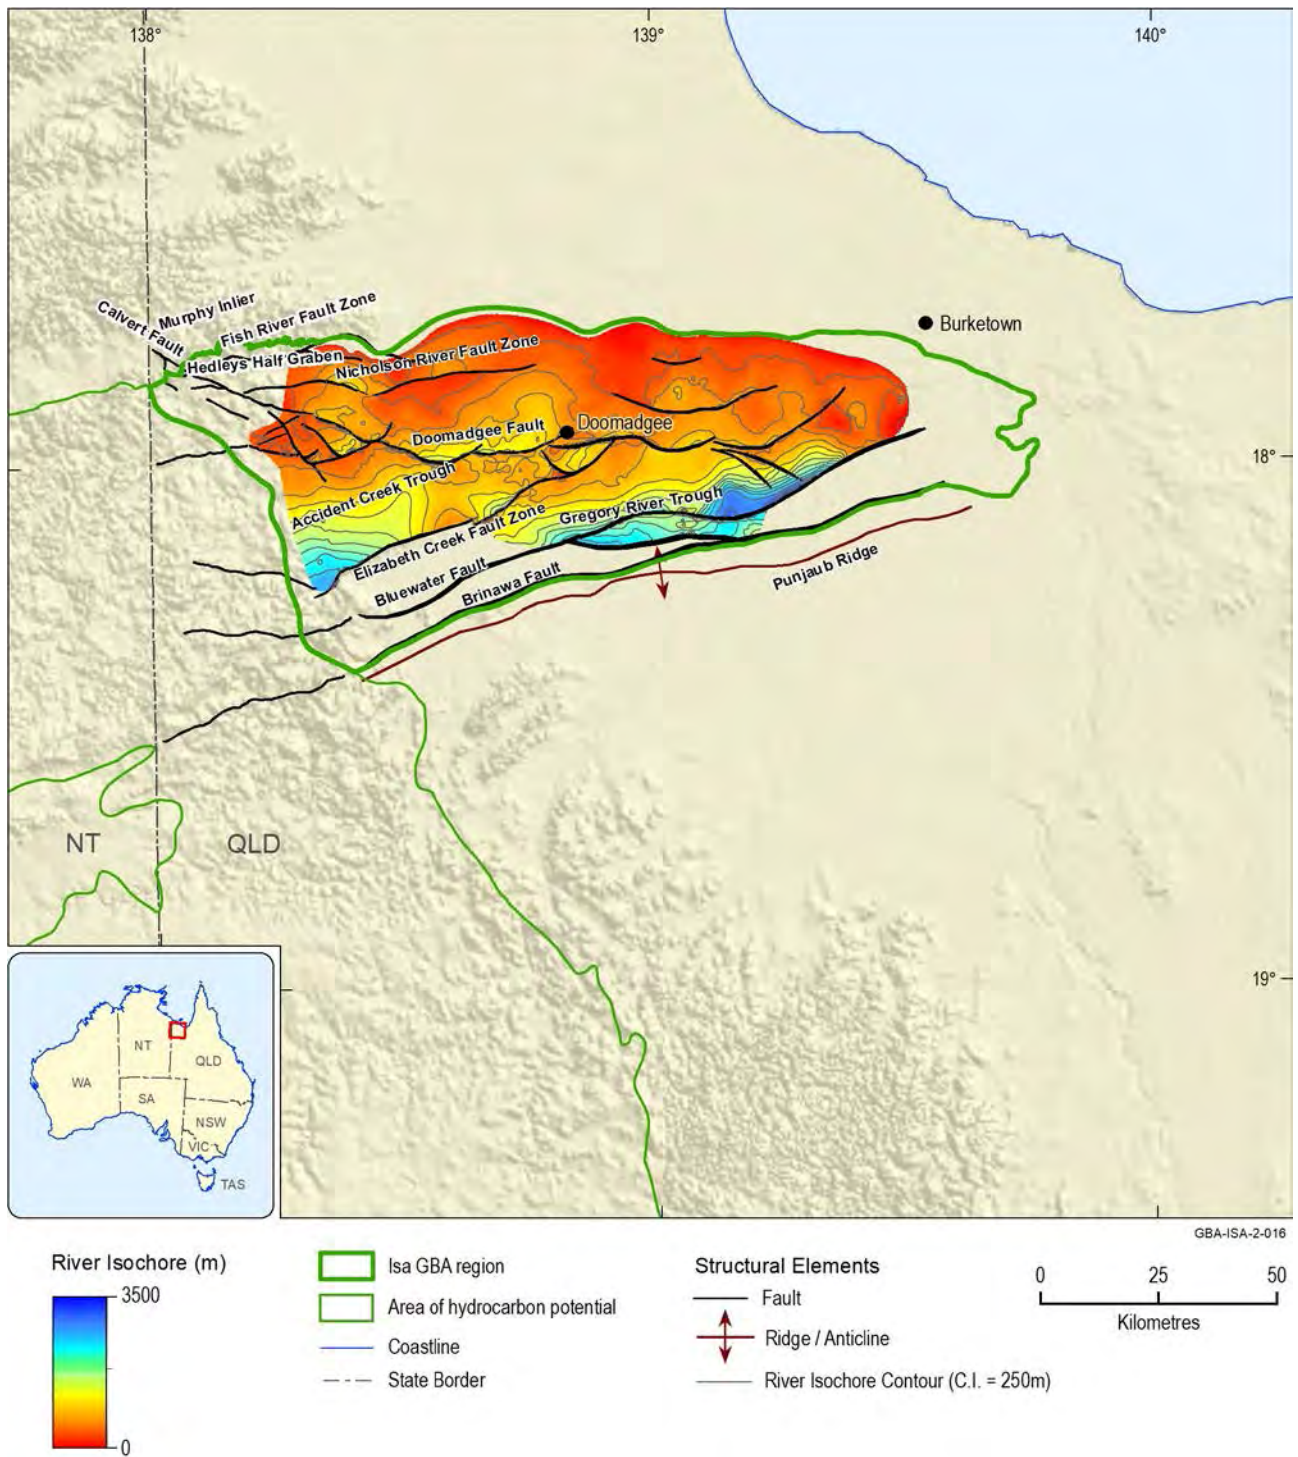 138°
139°
140°
Murphy Inlier
Calvert Fault
Fish River Fault Zone
Hedleys Half Graben
Nicholson River Fault Zone
Burketown
Doomadgee
Doomadgee Fault
18°
Accident Creek Trough
Gregory River Trough
Elizabeth Creek Fault Zone
Bluewater Fault
Brinawa Fault
Punjaub Ridge
NT
QLD
19°
NT
QLD
WA
SA
NSW
VIC
TAS
GBA-ISA-2-016
River Isochore (m)
3500
0
Isa GBA region
Area of hydrocarbon potential
Coastline
State Border
Structural Elements
Fault
Ridge / Anticline
River Isochore Contour (C.I. = 250m)
0
25
50
Kilometres